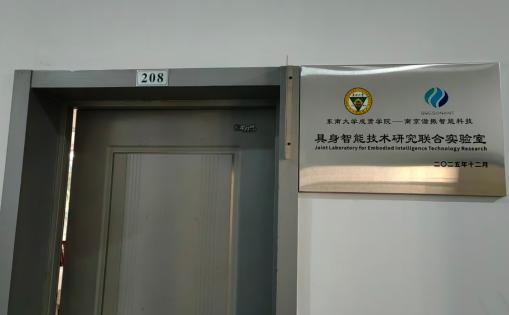 208
东南大学成贤学院——南京谐振智能科技
具身智能技术研究联合实验室
Joint Laboratory for Embodied Intelligence Technology Research
二〇二五年十二月